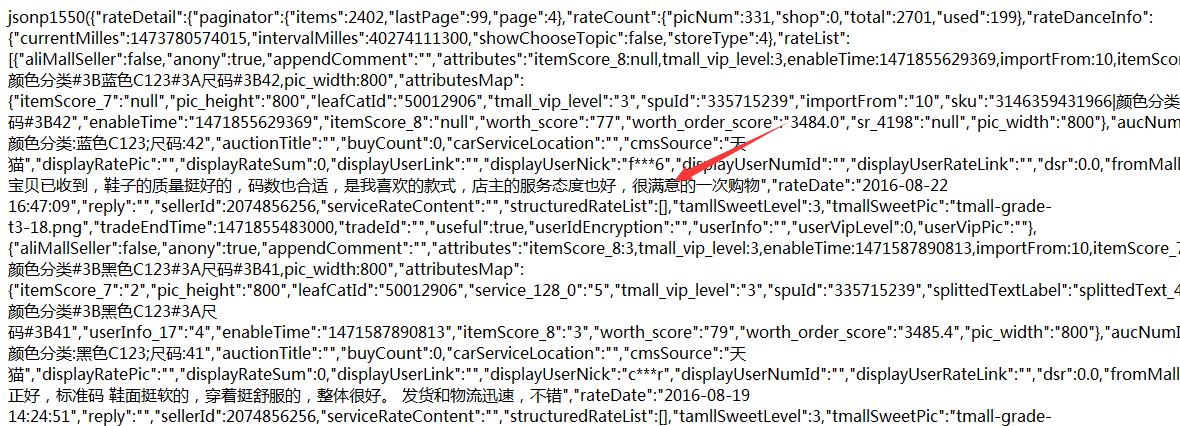 jsonp1550({"rateDetail":{"paginator":{"items":2402,"lastPage":99,"page":4},"rateCount":{"picNum":331,"shop":0,"total":2701,"used":199},"rateDanceInfo":
{"currentMilles":1473780574015,"intervalMilles":40274111300,"showChooseTopic":false,"storeType":4},"rateList":
[{"aliMallSeller":false,"anony":true,"appendComment":"","attributes":"itemScore_8:null,tmall_vip_level:3,enableTime:1471855629369,importFrom:10,itemScore
颜色分类#3B蓝色C123#3A尺码#3B42,pic_width:800","attributesMap":
{"itemScore_7":"null","pic_height":"800","leafCatId":"50012906","tmall_vip_level":"3","spuId":"335715239","importFrom":"10","sku":"3146359431966|颜色分类
码#3B42","enableTime":"1471855629369","itemScore_8":"null","worth_score":"77","worth_order_score":"3484.0","sr_4198":"null","pic_width":"800"},"aucNum
颜色分类:蓝色C123;尺码:42","auctionTitle":"","buyCount":0,"carServiceLocation":"","cmsSource":"天
猫","displayRatePic":"","displayRateSum":0,"displayUserLink":"","displayUserNick":"f***6","displayUserNumId":"","displayUserRateLink":"","dsr":0.0,"fromMall
宝贝已收到，鞋子的质量挺好的，码数也合适，是我喜欢的款式，店主的服务态度也好，很满意的一次购物","rateDate":"2016-08-22
16:47:09","reply":"","sellerId":2074856256,"serviceRateContent":"","structuredRateList":[],"tamllSweetLevel":3,"tmallSweetPic":"tmall-grade-
t3-18.png","tradeEndTime":1471855483000,"tradeId":"","useful":true,"userIdEncryption":"","userInfo":"","userVipLevel":0,"userVipPic":""},
{"aliMallSeller":false,"anony":true,"appendComment":"","attributes":"itemScore_8:3,tmall_vip_level:3,enableTime:1471587890813,importFrom:10,itemScore_7
颜色分类#3B黑色C123#3A尺码#3B41,pic_width:800","attributesMap":
{"itemScore_7":"2","pic_height":"800","leafCatId":"50012906","service_128_0":"5","tmall_vip_level":"3","spuId":"335715239","splittedTextLabel":"splittedText_4
颜色分类#3B黑色C123#3A尺
码#3B41","userInfo_17":"4","enableTime":"1471587890813","itemScore_8":"3","worth_score":"79","worth_order_score":"3485.4","pic_width":"800"},"aucNumI
颜色分类:黑色C123;尺码:41","auctionTitle":"","buyCount":0,"carServiceLocation":"","cmsSource":"天
猫","displayRatePic":"","displayRateSum":0,"displayUserLink":"","displayUserNick":"c***r","displayUserNumId":"","displayUserRateLink":"","dsr":0.0,"fromMall
正好，标准码 鞋面挺软的，穿着挺舒服的，整体很好。 发货和物流迅速，不错","rateDate":"2016-08-19
14:24:51","reply":"","sellerId":2074856256,"serviceRateContent":"","structuredRateList":[],"tamllSweetLevel":3,"tmallSweetPic":"tmall-grade-